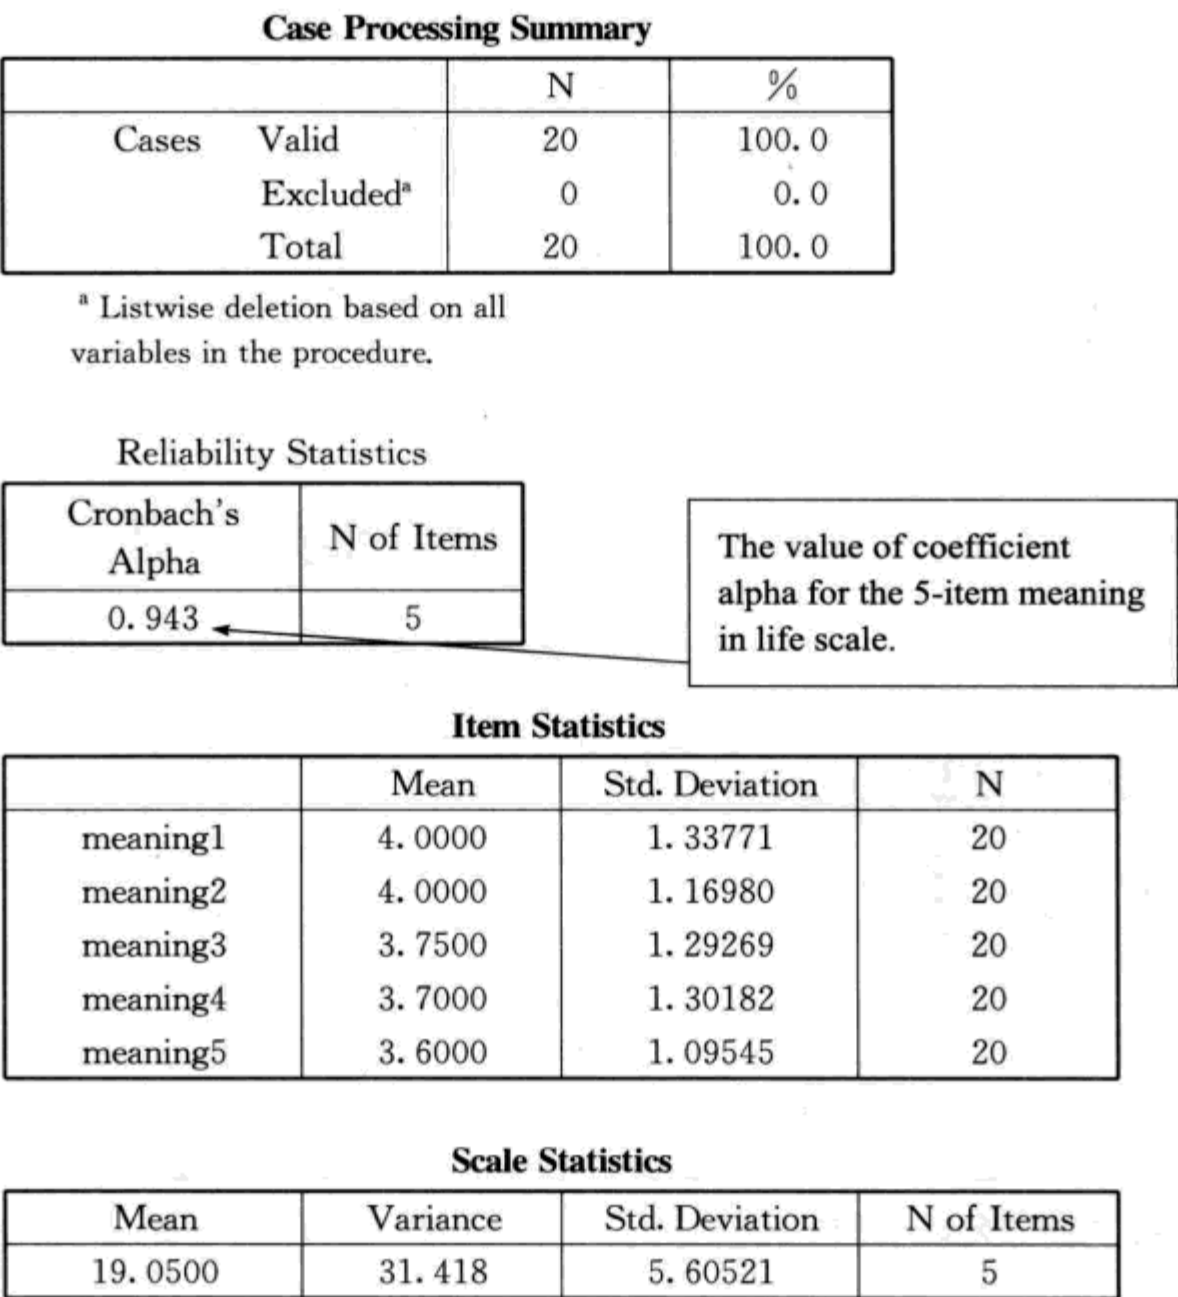 Case Processing Summary
N %
Cases Valid 20 100. 0
Excludedᵃ 0 0. 0
Total 20 100. 0
ᵃ Listwise deletion based on all
variables in the procedure.
Reliability Statistics
Cronbach's
Alpha
N of Items
0. 943 5
The value of coefficient
alpha for the 5-item meaning
in life scale.
Item Statistics
Mean Std. Deviation N
meaning1 4. 0000 1. 33771 20
meaning2 4. 0000 1. 16980 20
meaning3 3. 7500 1. 29269 20
meaning4 3. 7000 1. 30182 20
meaning5 3. 6000 1. 09545 20
Scale Statistics
Mean Variance Std. Deviation N of Items
19. 0500 31. 418 5. 60521 5